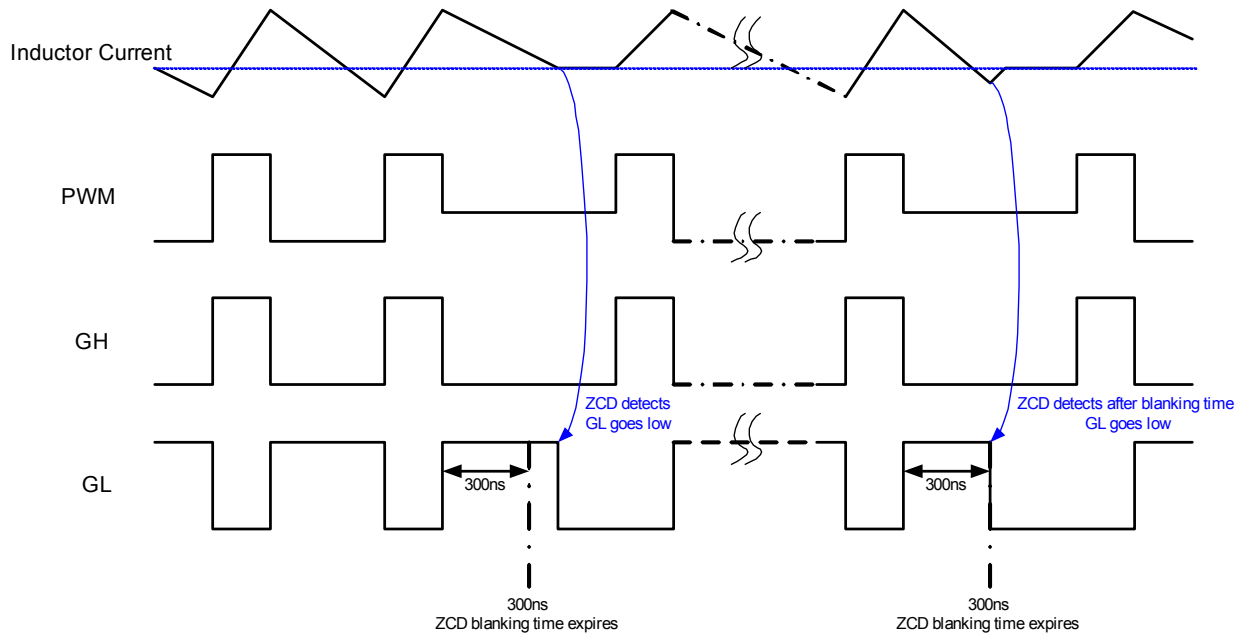 Inductor Current
PWM
GH
ZCD detects
GL goes low
ZCD detects after blanking time
GL goes low
GL
300ns
300ns
300ns
ZCD blanking time expires
300ns
ZCD blanking time expires